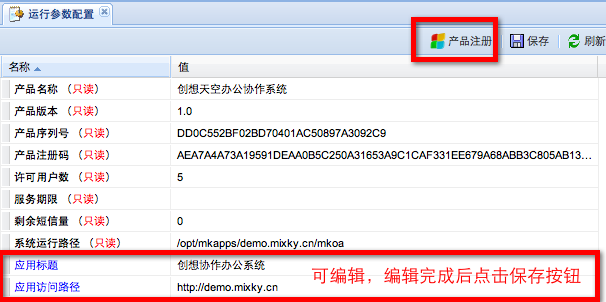 运行参数配置
产品注册 保存 刷新
名称 值
产品名称 （只读） 创想天空办公协作系统
产品版本 （只读） 1.0
产品序列号 （只读） DD0C552BF02BD70401AC50897A3092C9
产品注册码 （只读） AEA7A4A73A19591DEAA0B5C250A31653A9C1CAF331EE679A68ABB3C805AB13...
许可用户数 （只读） 5
服务期限 （只读）
剩余短信量 （只读） 0
系统运行路径 （只读） /opt/mkapps/demo.mixky.cn/mkoa
应用标题 创想协作办公系统
可编辑，编辑完成后点击保存按钮
应用访问路径 http://demo.mixky.cn